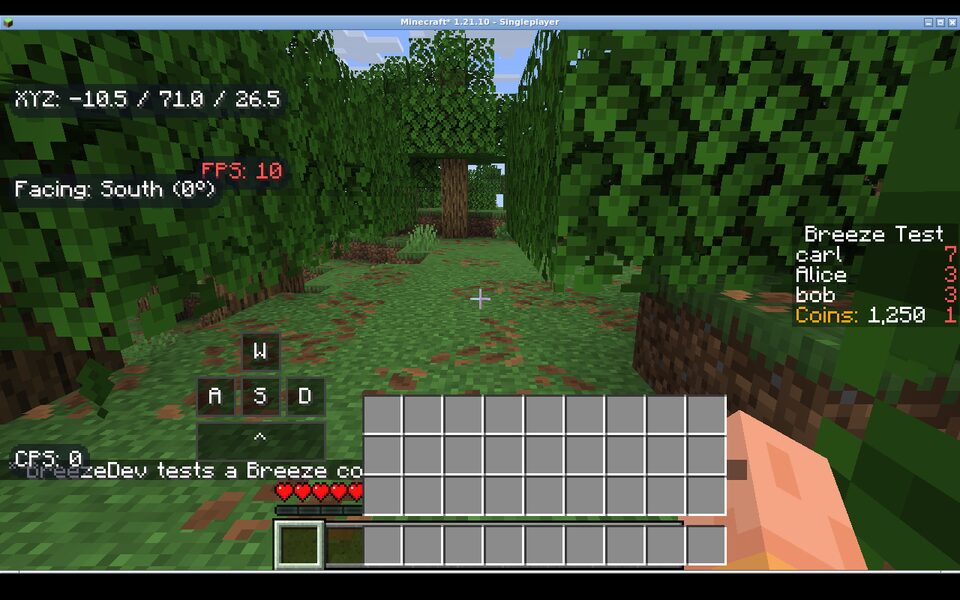 Minecraft* 1.21.10 - Singleplayer
XYZ: -10.5 / 71.0 / 26.5
FPS: 10
Facing: South (0º)
Breeze Test
carl 7
Alice 3
bob 3
Coins: 1,250 1
W
A S D
^
CPS: 0
BreezeDev tests a Breeze co